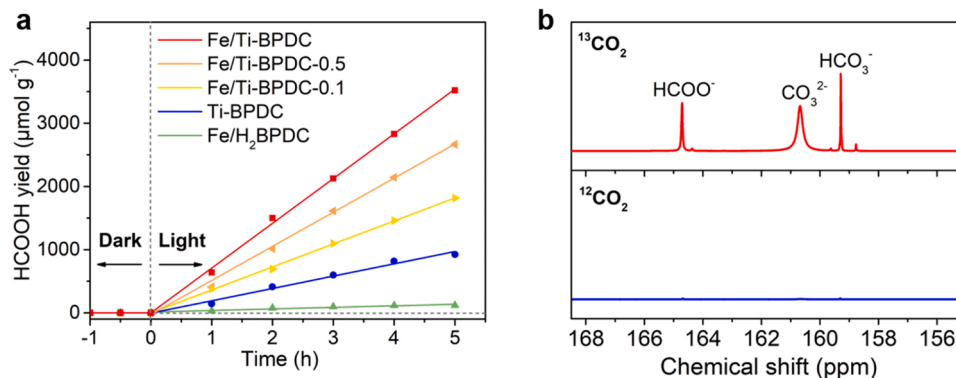 a
HCOOH yield (μmol g⁻¹)
4000
3000
2000
1000
0
Fe/Ti-BPDC
Fe/Ti-BPDC-0.5
Fe/Ti-BPDC-0.1
Ti-BPDC
Fe/H₂BPDC
Dark
Light
-1 0 1 2 3 4 5
Time (h)
b
¹³CO₂
HCOO⁻
CO₃²⁻
HCO₃⁻
¹²CO₂
168 166 164 162 160 158 156
Chemical shift (ppm)